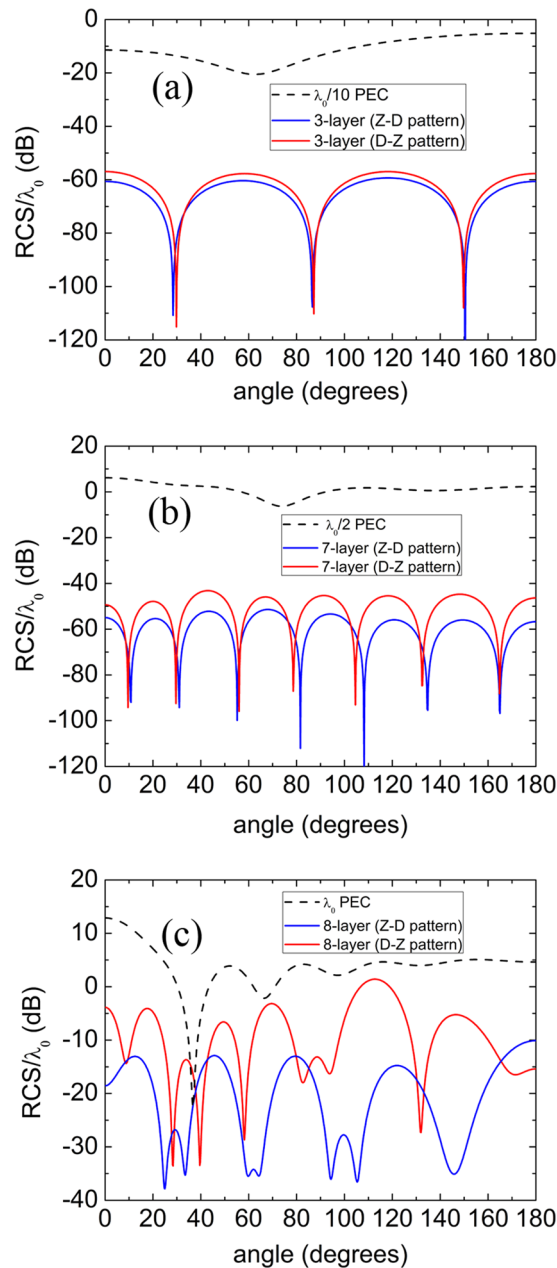 0
-20
-40
-60
-80
-100
-120
RCS/λ₀ (dB)
(a)
λ₀/10 PEC
3-layer (Z-D pattern)
3-layer (D-Z pattern)
0 20 40 60 80 100 120 140 160 180
angle (degrees)
20
0
-20
-40
-60
-80
-100
-120
RCS/λ₀ (dB)
(b)
λ₀/2 PEC
7-layer (Z-D pattern)
7-layer (D-Z pattern)
0 20 40 60 80 100 120 140 160 180
angle (degrees)
20
10
0
-10
-20
-30
-40
RCS/λ₀ (dB)
(c)
λ₀ PEC
8-layer (Z-D pattern)
8-layer (D-Z pattern)
0 20 40 60 80 100 120 140 160 180
angle (degrees)